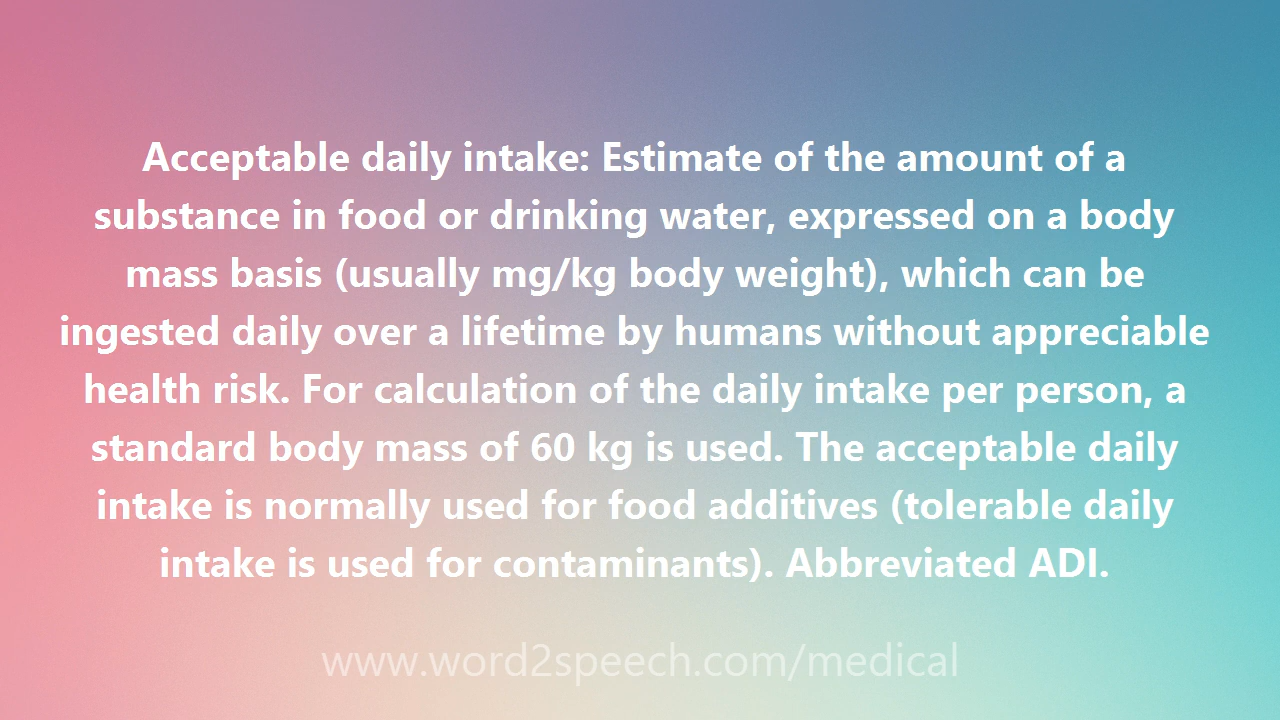 Acceptable daily intake: Estimate of the amount of a
substance in food or drinking water, expressed on a body
mass basis (usually mg/kg body weight), which can be
ingested daily over a lifetime by humans without appreciable
health risk. For calculation of the daily intake per person, a
standard body mass of 60 kg is used. The acceptable daily
intake is normally used for food additives (tolerable daily
intake is used for contaminants). Abbreviated ADI.
www.word2speech.com/medical